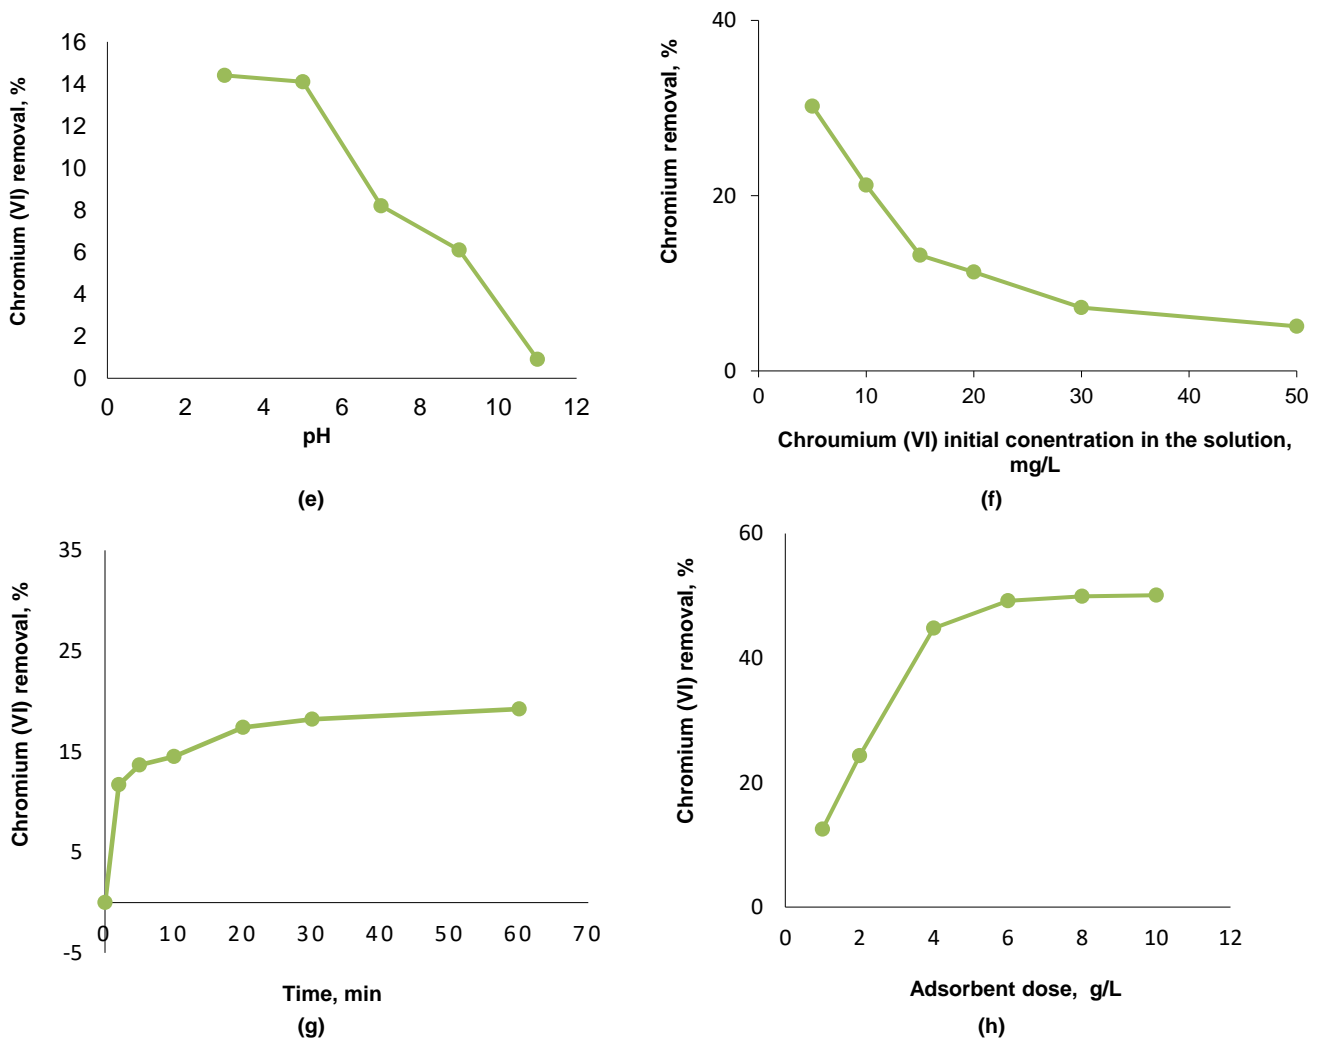 16
14
12
10
8
6
4
2
0
Chromium (VI) removal, %
0 2 4 6 8 10 12
pH
(e)
40
20
0
Chromium removal, %
0 10 20 30 40 50
Chroumium (VI) initial conentration in the solution,
mg/L
(f)
35
25
15
5
-5
Chromium (VI) removal, %
0 10 20 30 40 50 60 70
Time, min
(g)
60
40
20
0
Chromium (VI) removal, %
0 2 4 6 8 10 12
Adsorbent dose, g/L
(h)